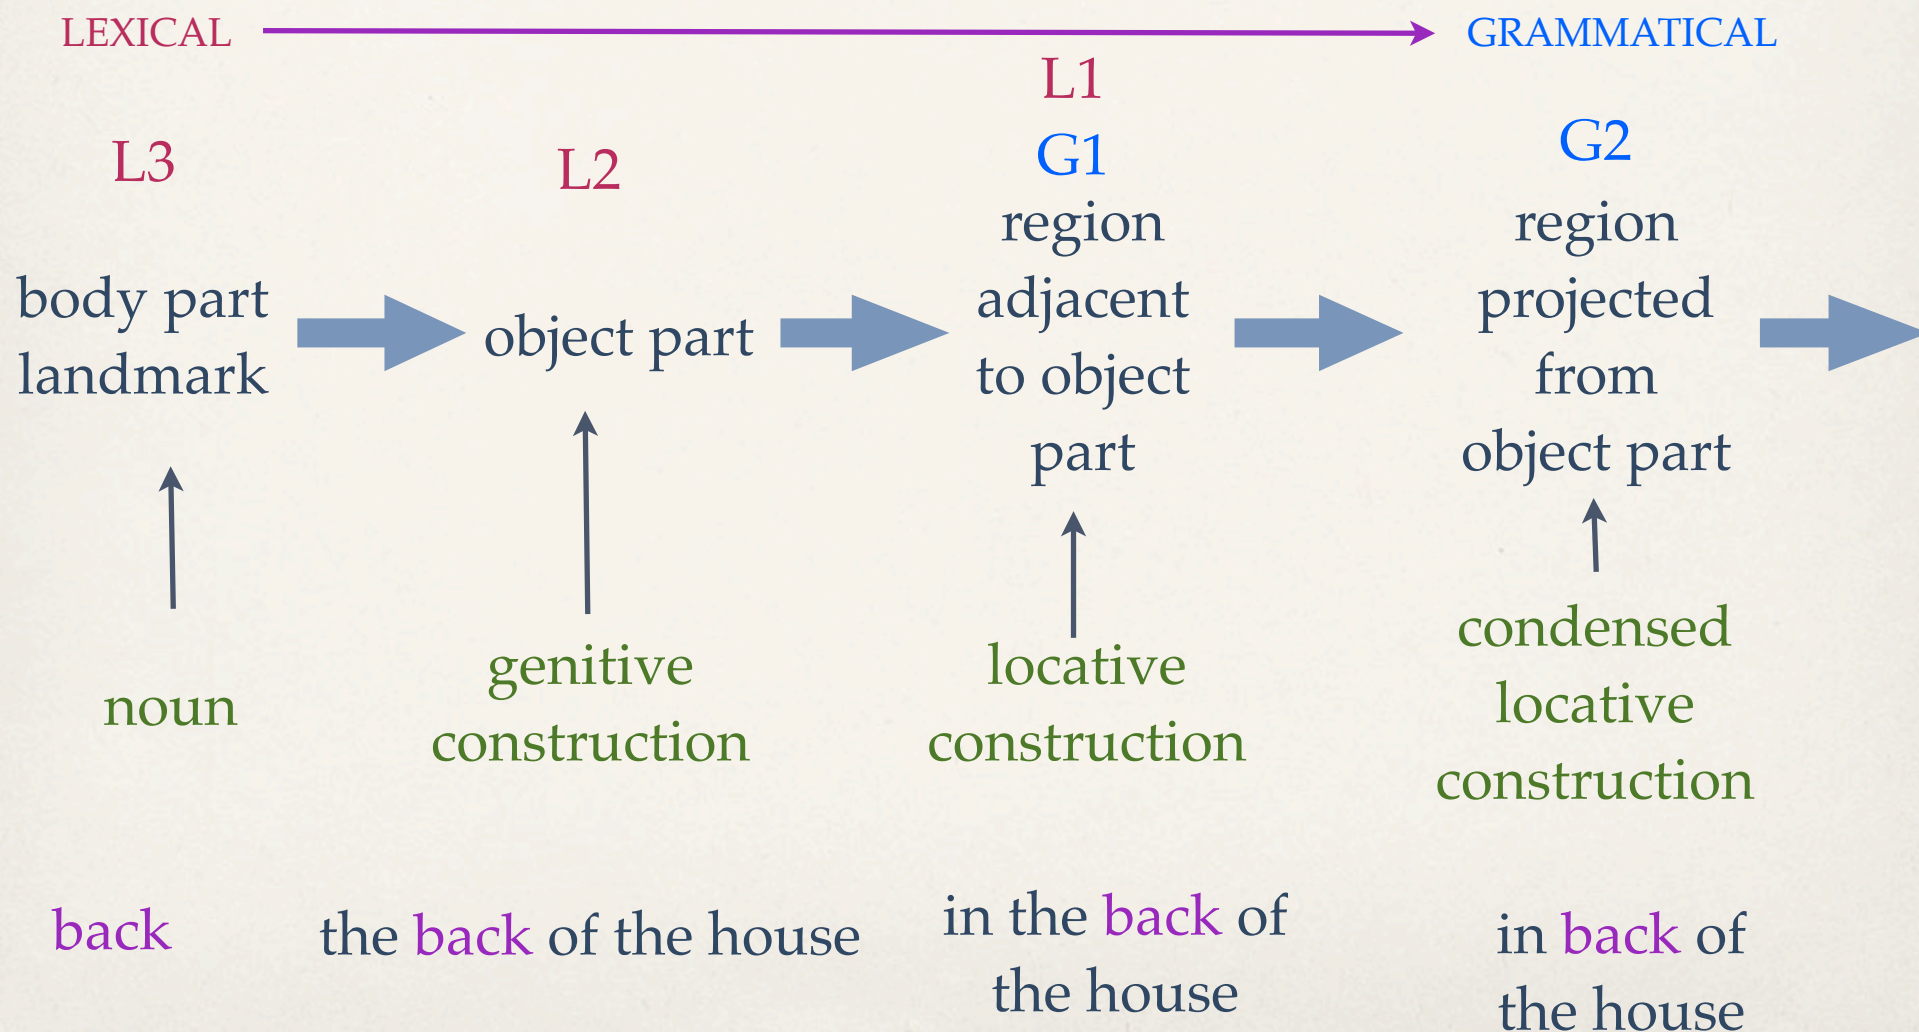 LEXICAL
GRAMMATICAL
L3
L2
L1
G1
G2
body part
landmark
object part
region
adjacent
to object
part
region
projected
from
object part
noun
genitive
construction
locative
construction
condensed
locative
construction
back
the back of the house
in the back of
the house
in back of
the house